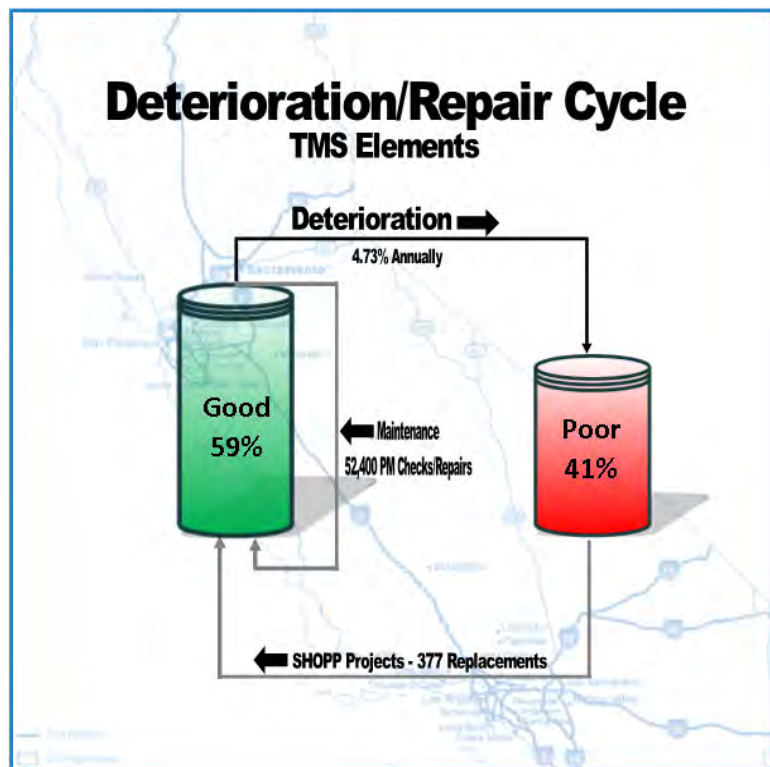 Deterioration/Repair Cycle
TMS Elements
Deterioration
4.73% Annually
Sacramento
Good
59%
Maintenance
52,400 PM Checks/Repairs
Poor
41%
SHOPP Projects - 377 Replacements